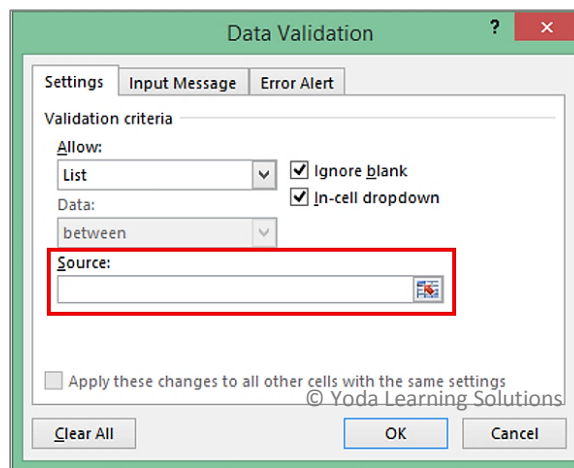 Data Validation ? ×
Settings Input Message Error Alert
Validation criteria
Allow:
List
Ignore blank
In-cell dropdown
Data:
between
Source:
Apply these changes to all other cells with the same settings
© Yoda Learning Solutions
Clear All OK Cancel